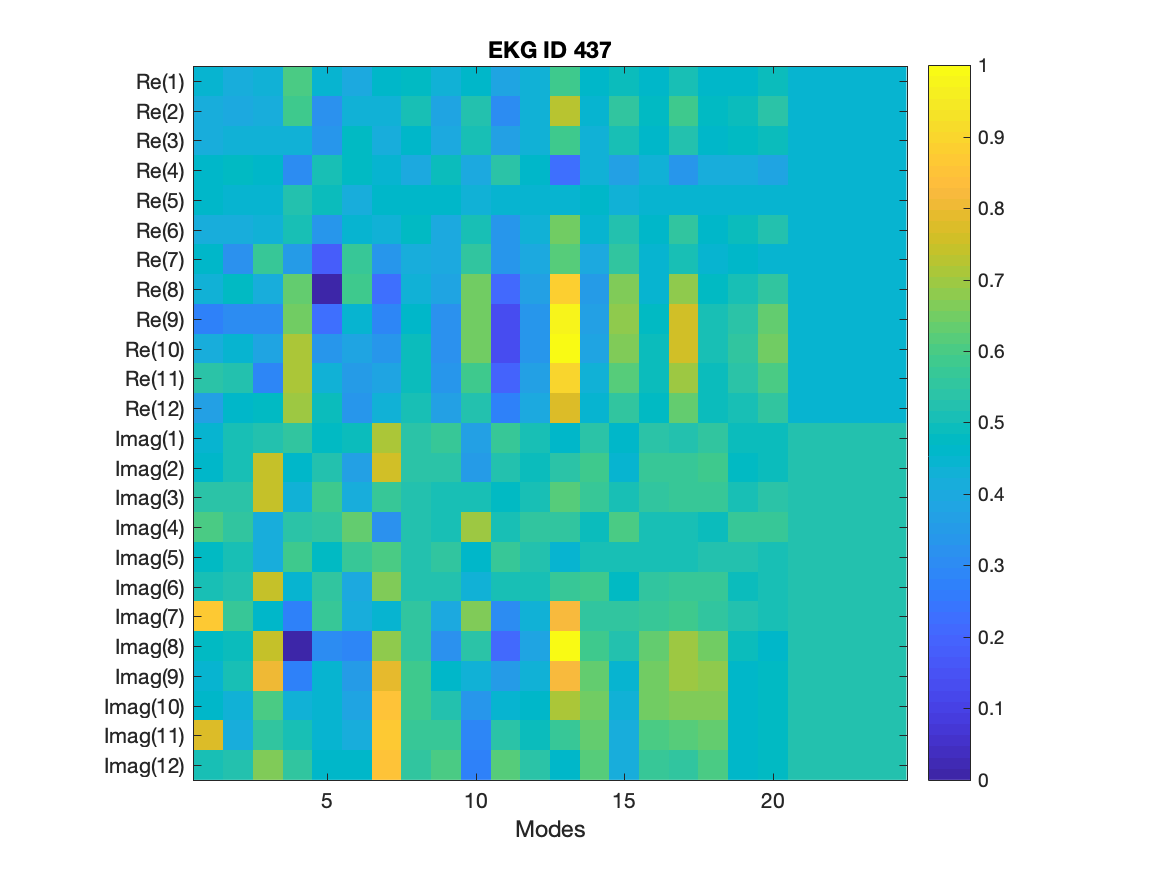 EKG ID 437
Re(1)
Re(2)
Re(3)
Re(4)
Re(5)
Re(6)
Re(7)
Re(8)
Re(9)
Re(10)
Re(11)
Re(12)
Imag(1)
Imag(2)
Imag(3)
Imag(4)
Imag(5)
Imag(6)
Imag(7)
Imag(8)
Imag(9)
Imag(10)
Imag(11)
Imag(12)
5 10 15 20
Modes
1
0.9
0.8
0.7
0.6
0.5
0.4
0.3
0.2
0.1
0